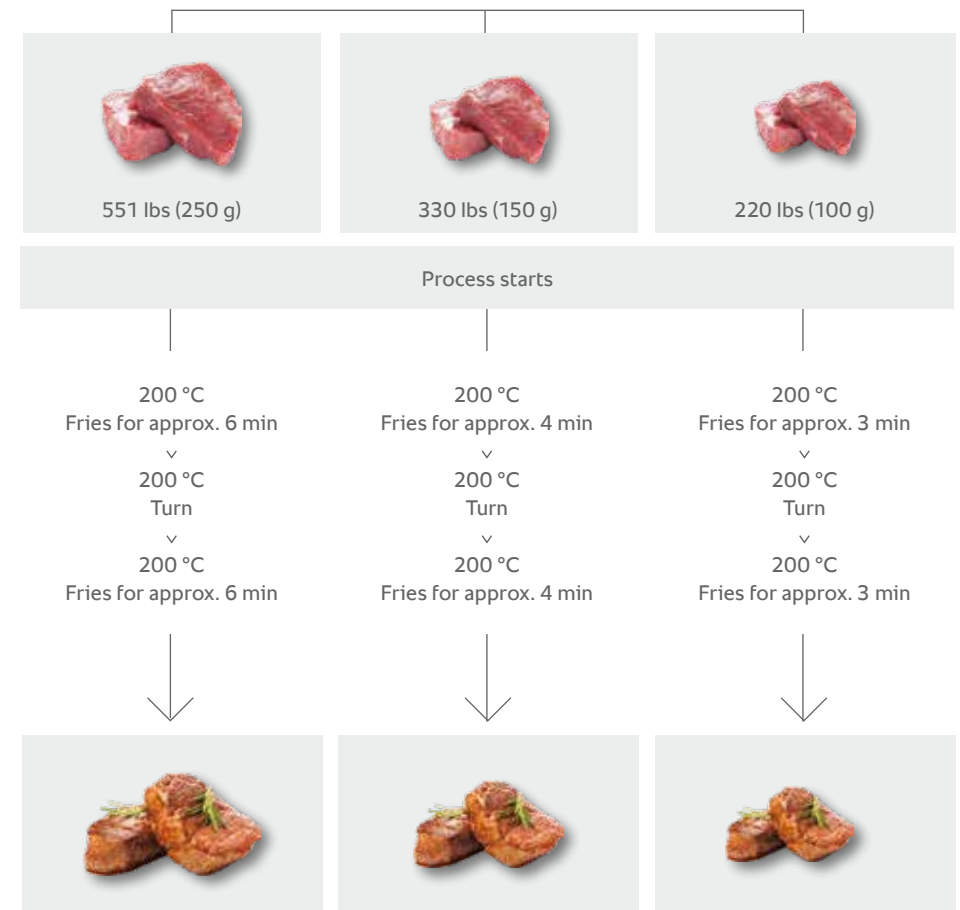 551 lbs (250 g)
330 lbs (150 g)
220 lbs (100 g)
Process starts
200 °C
Fries for approx. 6 min
200 °C
Turn
200 °C
Fries for approx. 6 min
200 °C
Fries for approx. 4 min
200 °C
Turn
200 °C
Fries for approx. 4 min
200 °C
Fries for approx. 3 min
200 °C
Turn
200 °C
Fries for approx. 3 min